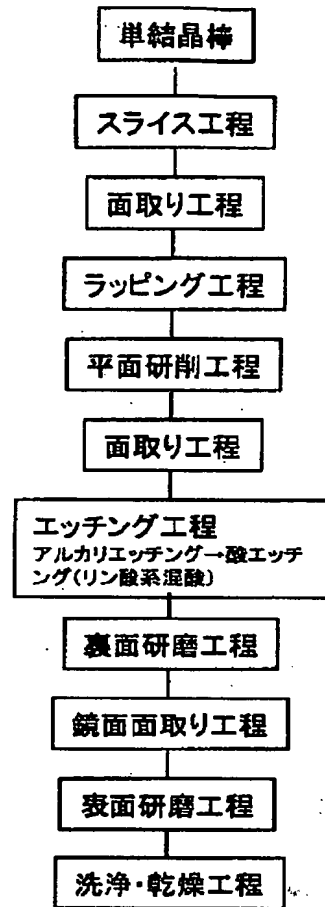 単結晶棒
スライス工程
面取り工程
ラッピング工程
平面研削工程
面取り工程
エッチング工程
アルカリエッチング→酸エッチ
ング(リン酸系混酸)
裏面研磨工程
鏡面面取り工程
表面研磨工程
洗浄・乾燥工程